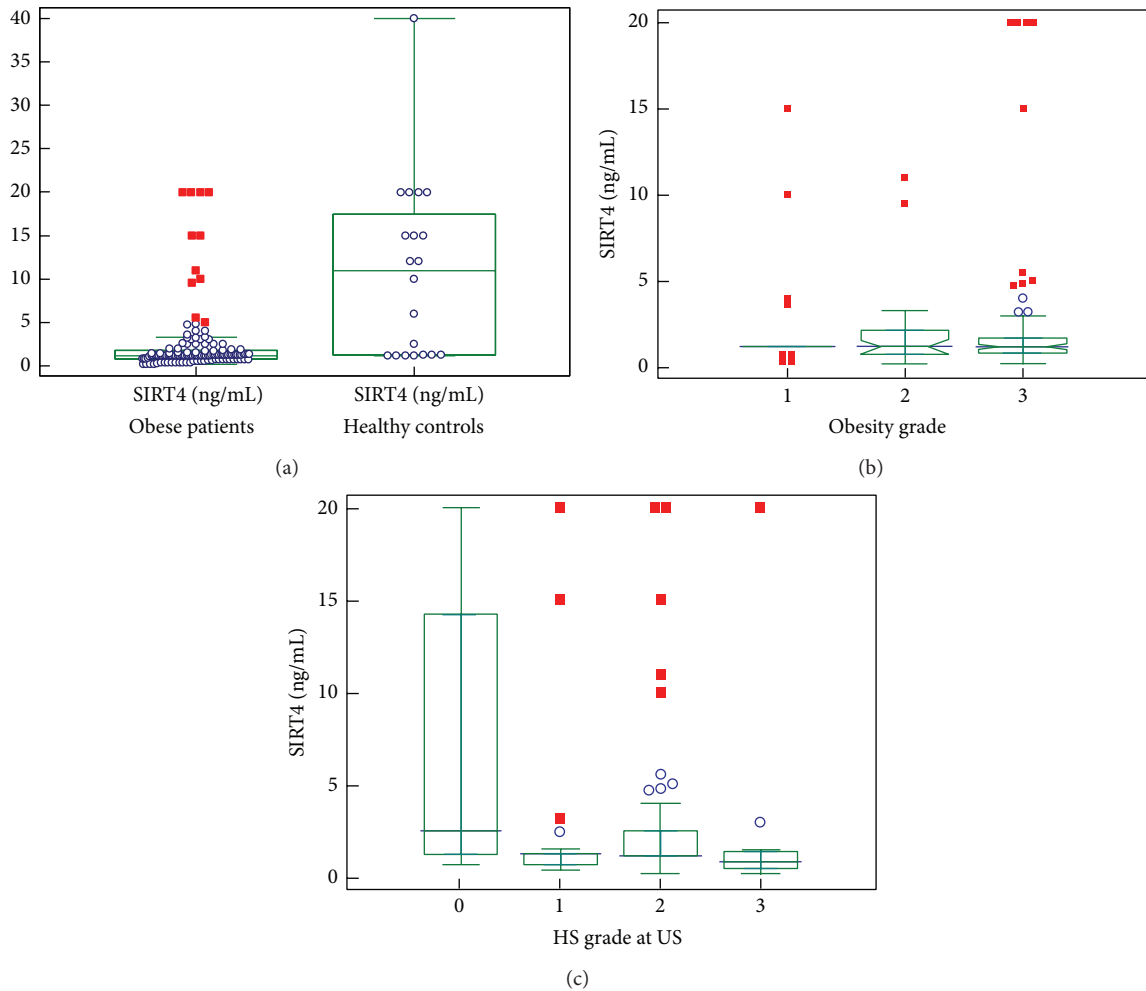 40
35
30
25
20
15
10
5
0
SIRT4 (ng/mL) SIRT4 (ng/mL)
Obese patients Healthy controls
(a)
SIRT4 (ng/mL)
20
15
10
5
0
1 2 3
Obesity grade
(b)
SIRT4 (ng/mL)
20
15
10
5
0
0 1 2 3
HS grade at US
(c)